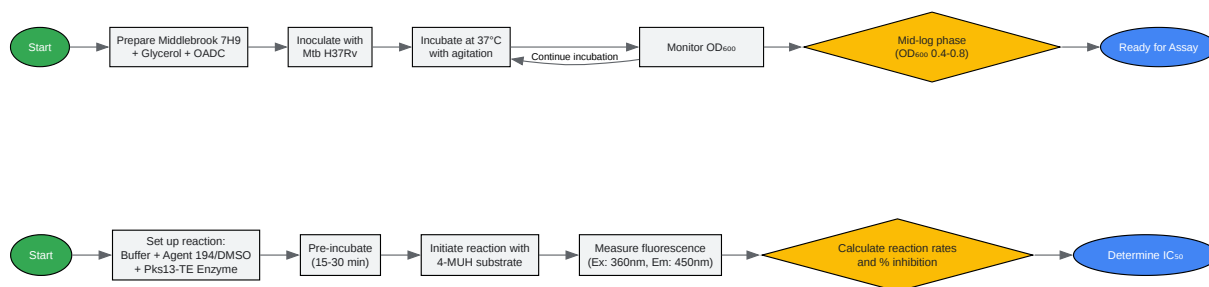 Start
Prepare Middlebrook 7H9
+ Glycerol + OADC
Inoculate with
Mtb H37Rv
Incubate at 37°C
with agitation
Continue incubation
Monitor OD₆₀₀
Mid-log phase
(OD₆₀₀ 0.4-0.8)
Ready for Assay
Start
Set up reaction:
Buffer + Agent 194/DMSO
+ Pks13-TE Enzyme
Pre-incubate
(15-30 min)
Initiate reaction with
4-MUH substrate
Measure fluorescence
(Ex: 360nm, Em: 450nm)
Calculate reaction rates
and % inhibition
Determine IC₅₀